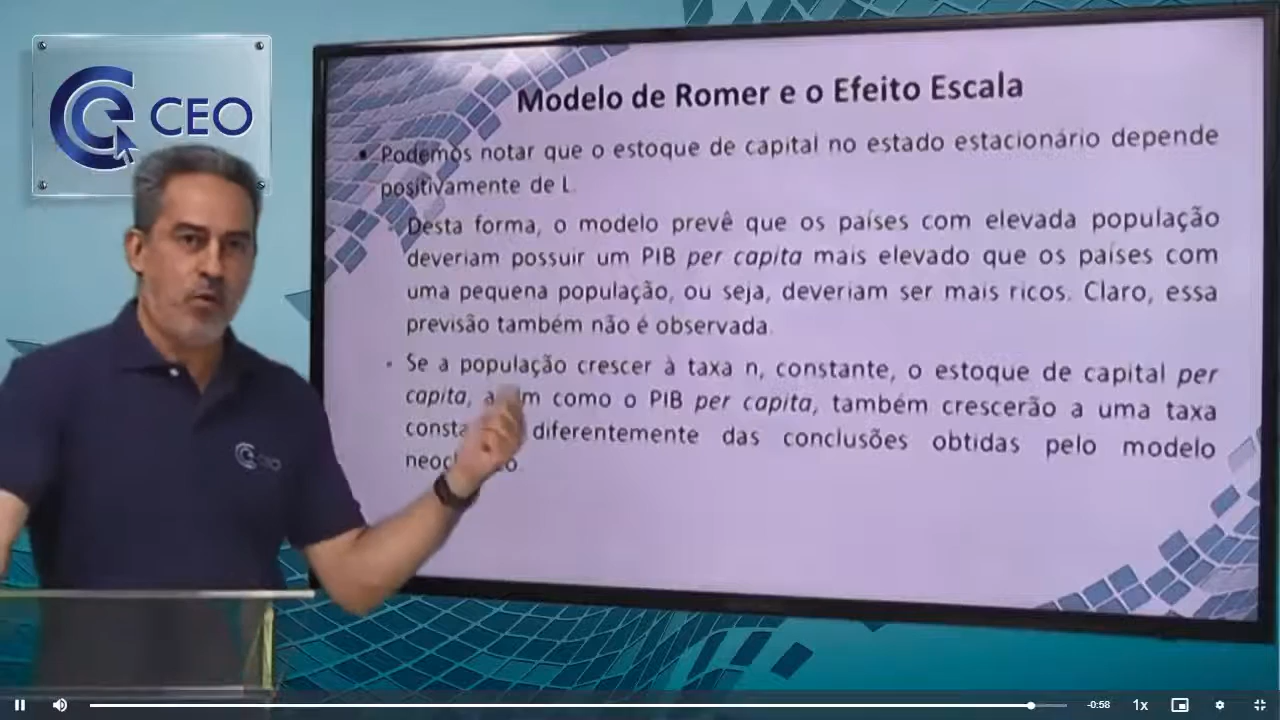 CEO
Modelo de Romer e o Efeito Escala
• Podemos notar que o estoque de capital no estado estacionário depende
positivamente de L.
Desta forma, o modelo prevê que os países com elevada população
deveriam possuir um PIB per capita mais elevado que os países com
uma pequena população, ou seja, deveriam ser mais ricos. Claro, essa
previsão também não é observada.
- Se a população crescer à taxa n, constante, o estoque de capital per
capita, como o PIB per capita, também crescerão a uma taxa
diferentemente das conclusões obtidas pelo modelo
CEO
-0:58 1x